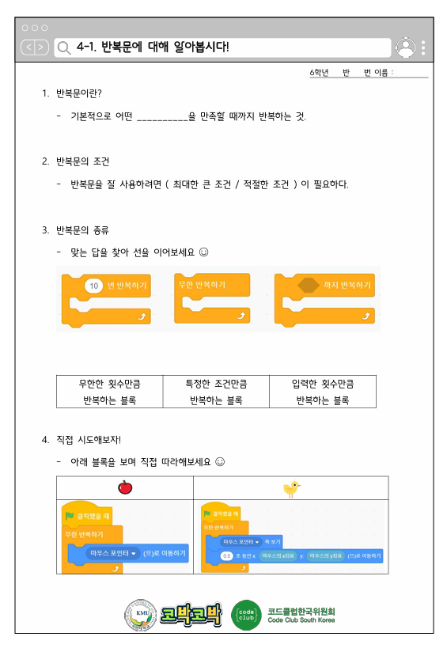 4-1. 반복문에 대해 알아봅시다!
6학년 반 번 이름 :
1. 반복문이란?
- 기본적으로 어떤 __________을 만족할 때까지 반복하는 것.
2. 반복문의 조건
- 반복문을 잘 사용하려면 ( 최대한 큰 조건 / 적절한 조건 ) 이 필요하다.
3. 반복문의 종류
- 맞는 답을 찾아 선을 이어보세요 ☺
10 번 반복하기
무한 반복하기
까지 반복하기
무한한 횟수만큼
반복하는 블록
특정한 조건만큼
반복하는 블록
입력한 횟수만큼
반복하는 블록
4. 직접 시도해보자!
- 아래 블록을 보며 직접 따라해보세요 ☺
클릭했을 때
무한 반복하기
마우스 포인터 (으)로 이동하기
클릭했을 때
무한 반복하기
마우스 포인터 쪽 보기
초 동안 x: 마우스의 x좌표 y: 마우스의 y좌표 (으)로 이동하기
KMU
코박코박
code club
코드클럽한국위원회
Code Club South Korea